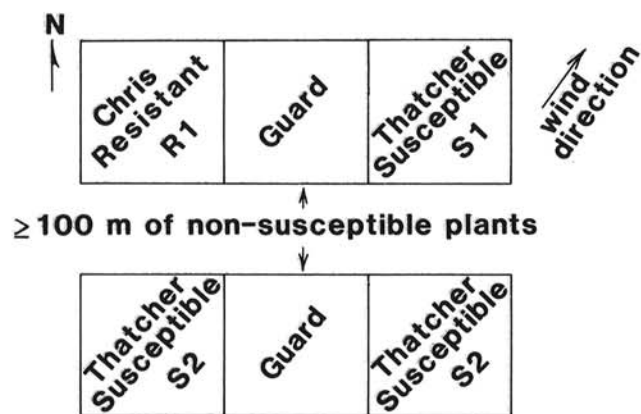 N
Chris
Resistant
R1
Guard
Thatcher
Susceptible
S1
wind
direction
≥100 m of non-susceptible plants
Thatcher
Susceptible
S2
Guard
Thatcher
Susceptible
S2